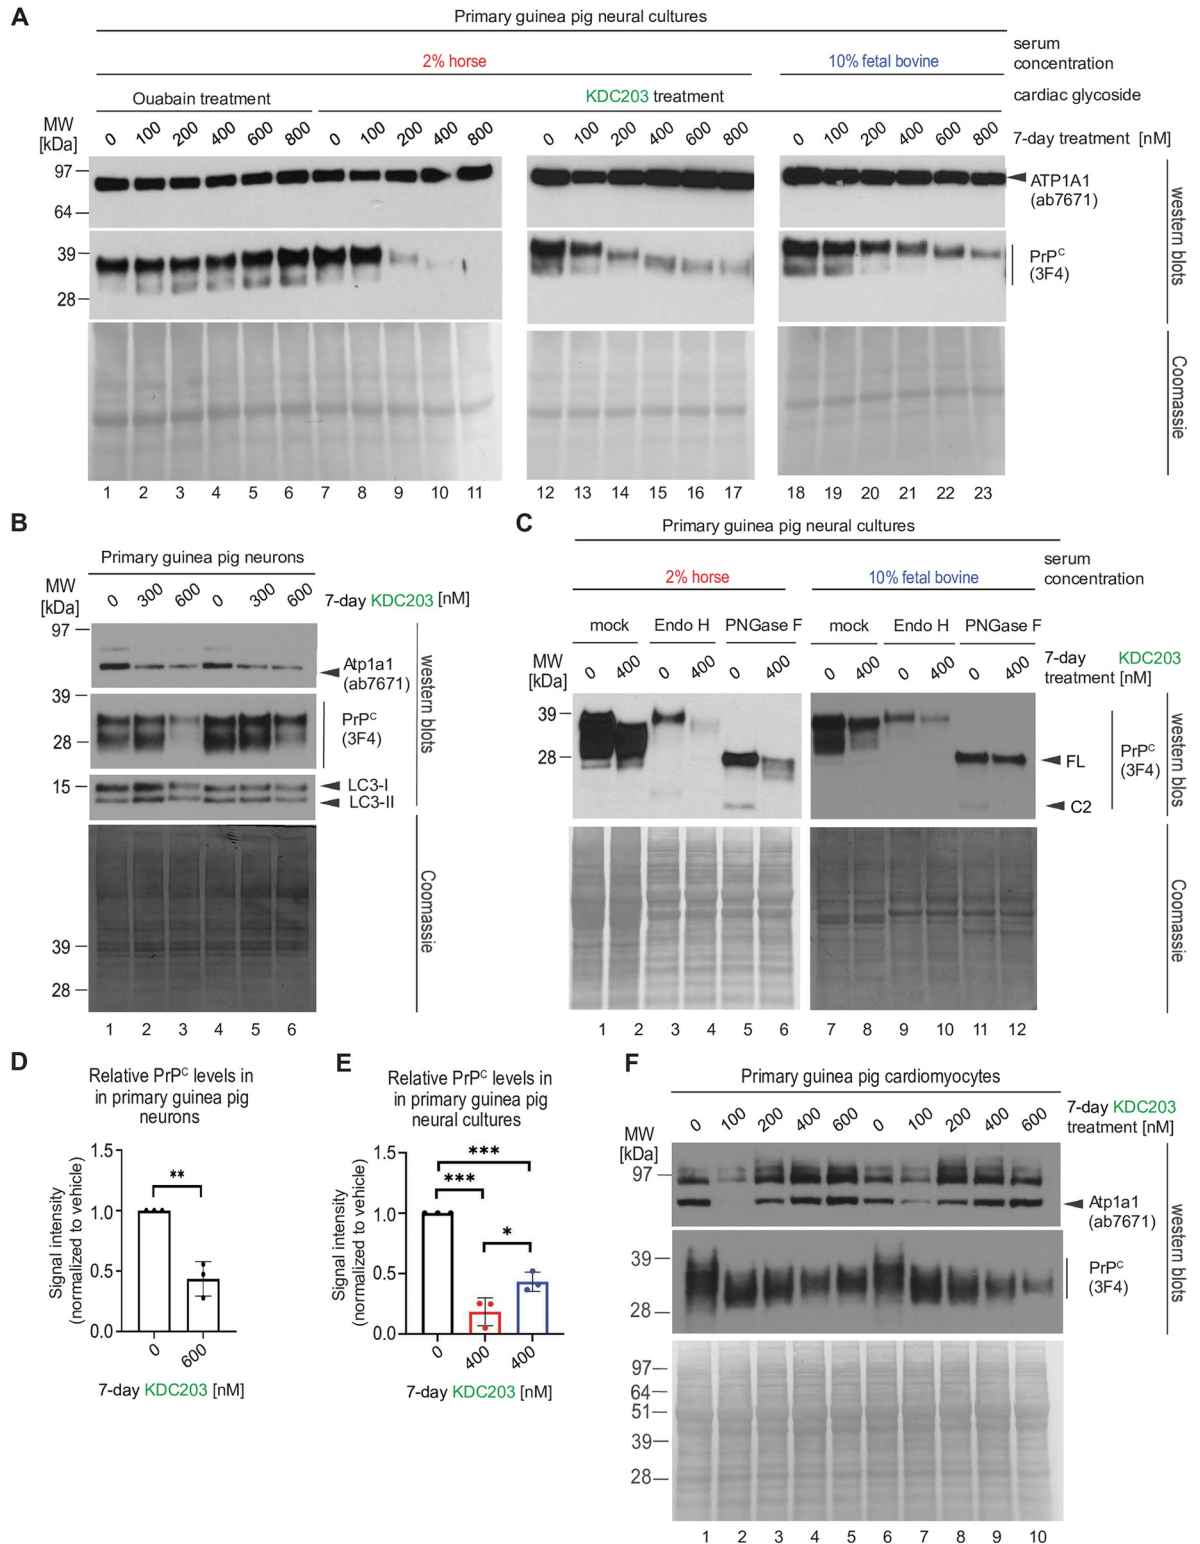 A
Primary guinea pig neural cultures
2% horse
10% fetal bovine
serum
concentration
Ouabain treatment
KDC203 treatment
cardiac glycoside
MW
[kDa]
0 100 200 400 600 800 0 100 200 400 800
0 100 200 400 600 800
0 100 200 400 600 800
7-day treatment [nM]
97
64
ATP1A1
(ab7671)
39
28
PrPC
(3F4)
western blots
Coomassie
1 2 3 4 5 6 7 8 9 10 11 12 13 14 15 16 17 18 19 20 21 22 23
B
Primary guinea pig neurons
MW
[kDa]
0 300 600 0 300 600
7-day KDC203 [nM]
97
Atp1a1
(ab7671)
39
28
PrPC
(3F4)
15
LC3-I
LC3-II
western blots
39
28
Coomassie
1 2 3 4 5 6
C
Primary guinea pig neural cultures
2% horse
10% fetal bovine
serum
concentration
mock Endo H PNGase F
mock Endo H PNGase F
MW
[kDa]
0 400 0 400 0 400
0 400 0 400 0 400
7-day KDC203
treatment [nM]
39
28
FL
C2
PrPC
(3F4)
western blos
Coomassie
1 2 3 4 5 6 7 8 9 10 11 12
D
Relative PrPC levels in
in primary guinea pig
neurons
Signal intensity
(normalized to vehicle)
1.5
1.0
0.5
0.0
**
0 600
7-day KDC203 [nM]
E
Relative PrPC levels in
in primary guinea pig
neural cultures
Signal intensity
(normalized to vehicle)
1.5
1.0
0.5
0.0
***
***
*
0 400 400
7-day KDC203 [nM]
F
Primary guinea pig cardiomyocytes
MW
[kDa]
0 100 200 400 600 0 100 200 400 600
7-day KDC203
treatment [nM]
97
Atp1a1
(ab7671)
39
28
PrPC
(3F4)
western blots
97
64
51
39
28
1 2 3 4 5 6 7 8 9 10